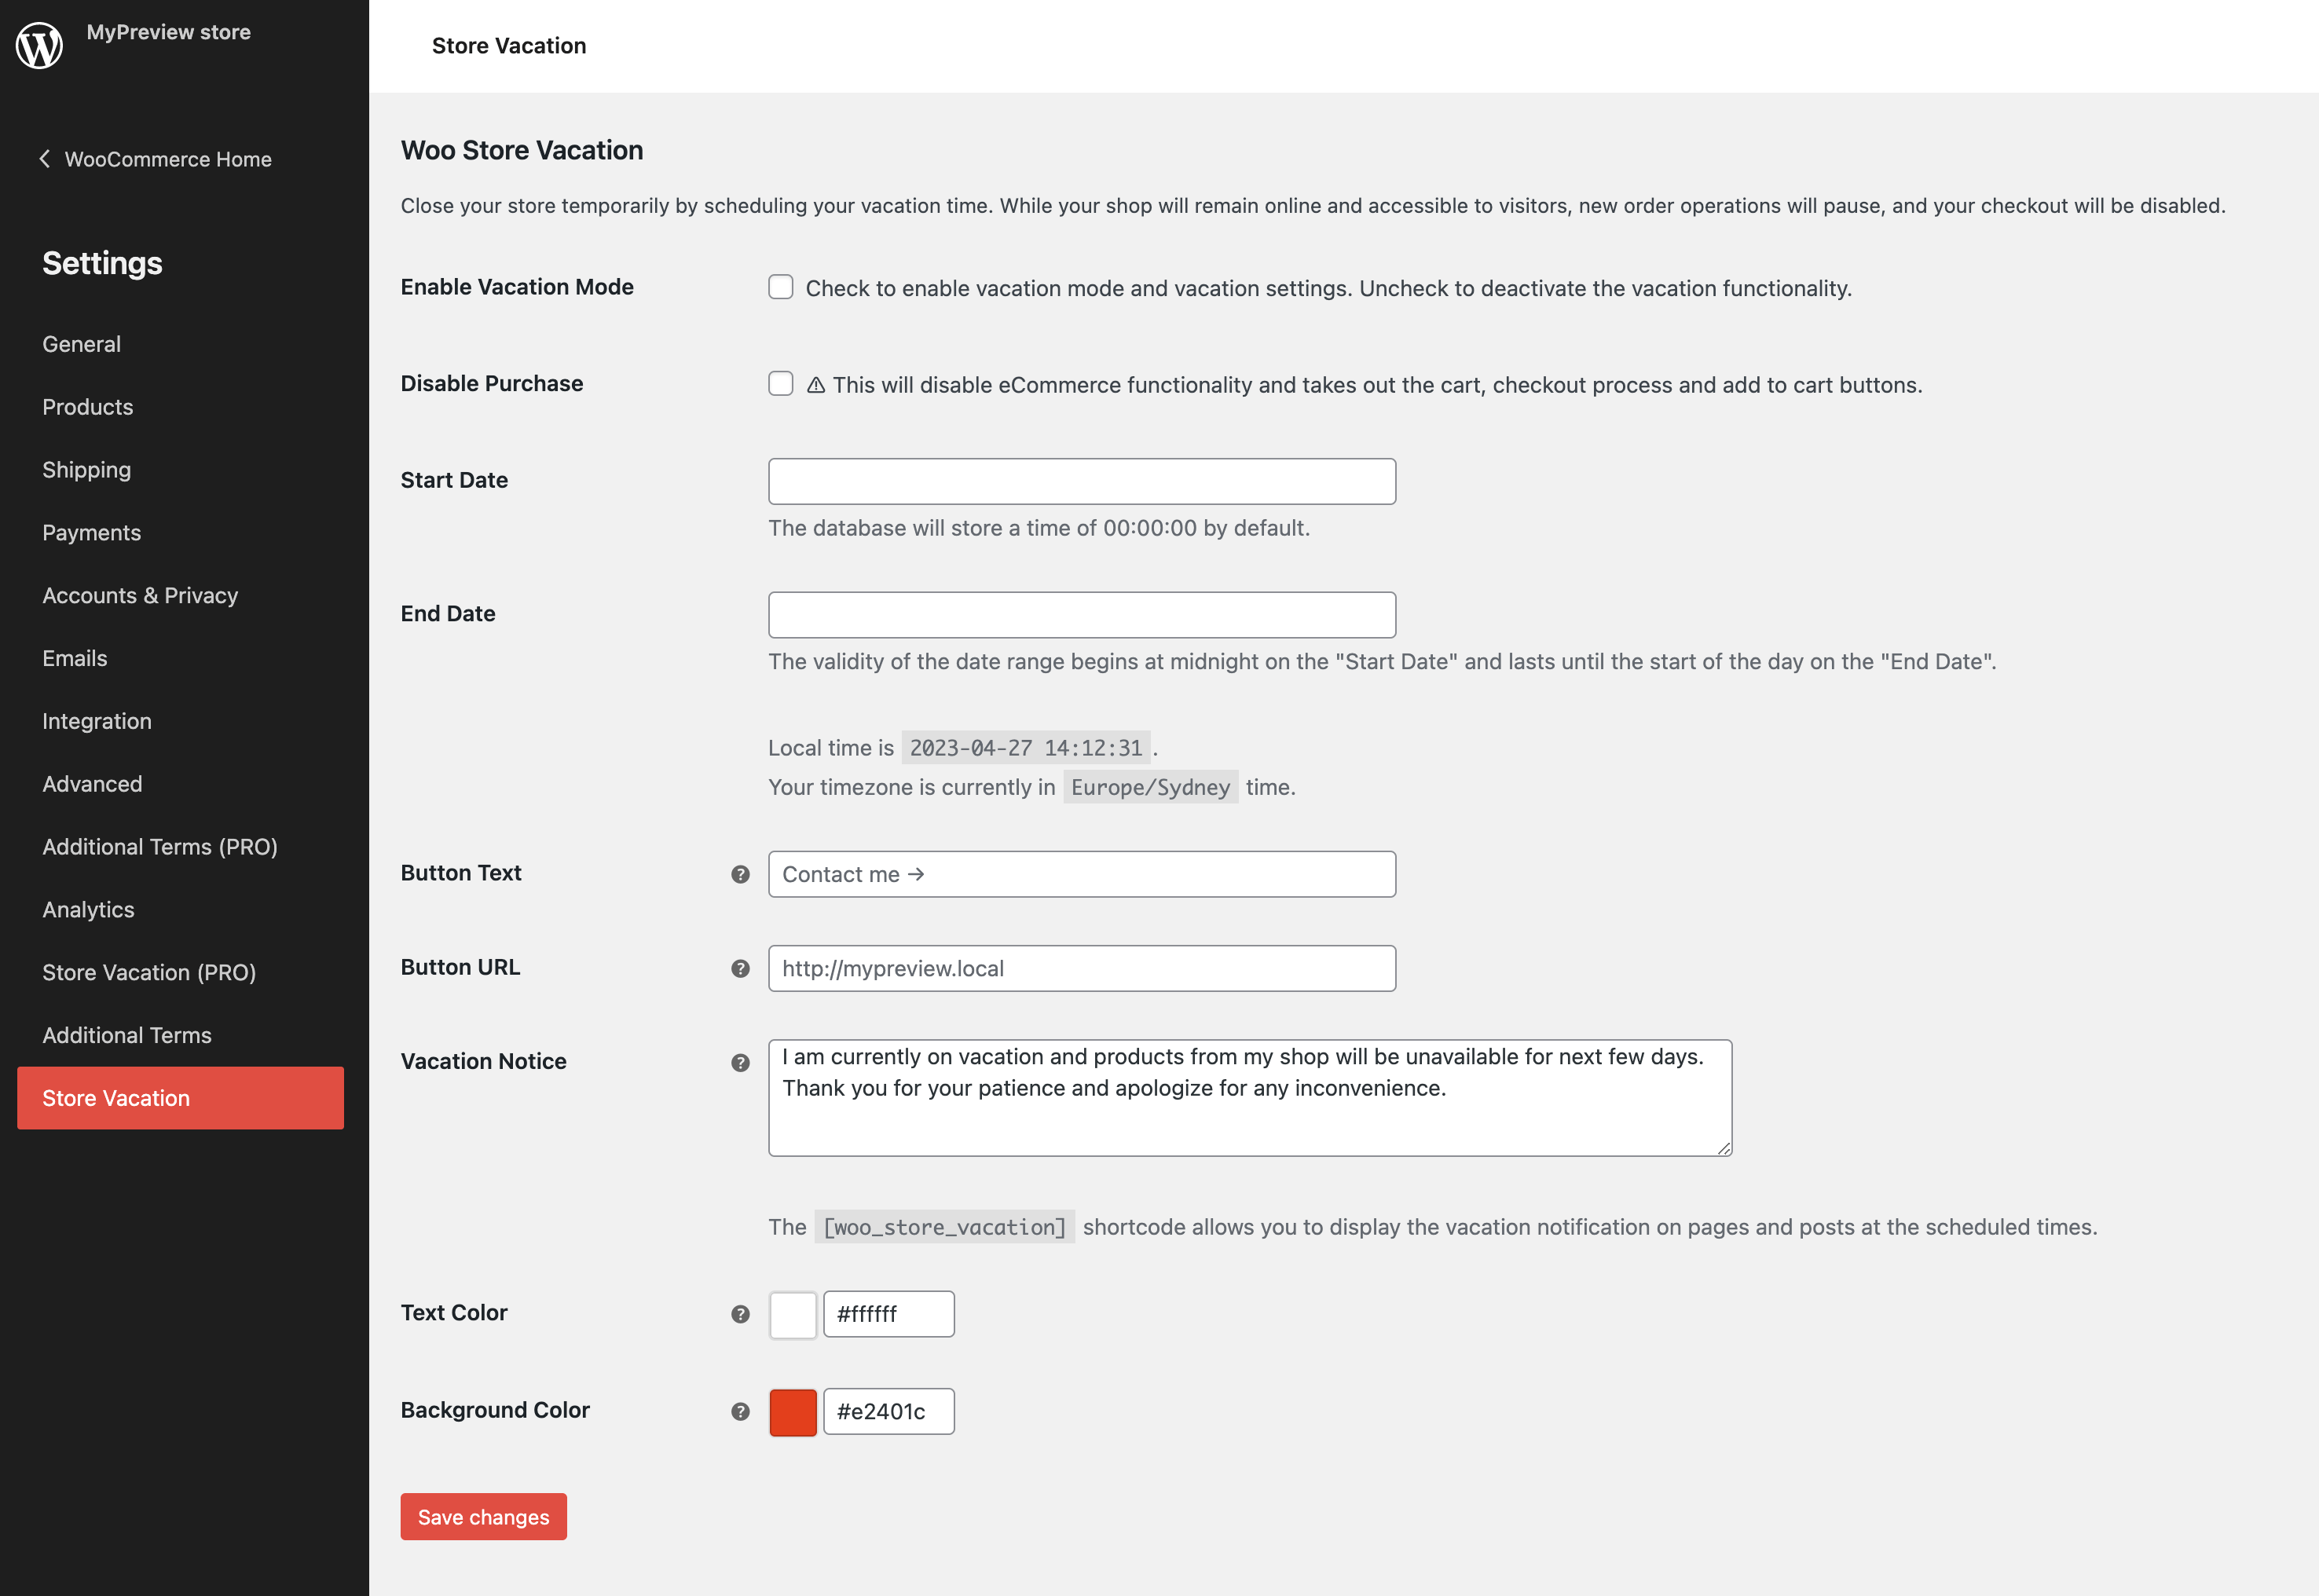 MyPreview store
Store Vacation
WooCommerce Home
Settings
General
Products
Shipping
Payments
Accounts & Privacy
Emails
Integration
Advanced
Additional Terms (PRO)
Analytics
Store Vacation (PRO)
Additional Terms
Store Vacation
Woo Store Vacation
Close your store temporarily by scheduling your vacation time. While your shop will remain online and accessible to visitors, new order operations will pause, and your checkout will be disabled.
Enable Vacation Mode
Check to enable vacation mode and vacation settings. Uncheck to deactivate the vacation functionality.
Disable Purchase
⚠ This will disable eCommerce functionality and takes out the cart, checkout process and add to cart buttons.
Start Date
The database will store a time of 00:00:00 by default.
End Date
The validity of the date range begins at midnight on the "Start Date" and lasts until the start of the day on the "End Date".
Local time is 2023-04-27 14:12:31 .
Your timezone is currently in Europe/Sydney time.
Button Text
Contact me →
Button URL
http://mypreview.local
Vacation Notice
I am currently on vacation and products from my shop will be unavailable for next few days.
Thank you for your patience and apologize for any inconvenience.
The [woo_store_vacation] shortcode allows you to display the vacation notification on pages and posts at the scheduled times.
Text Color
#ffffff
Background Color
#e2401c
Save changes